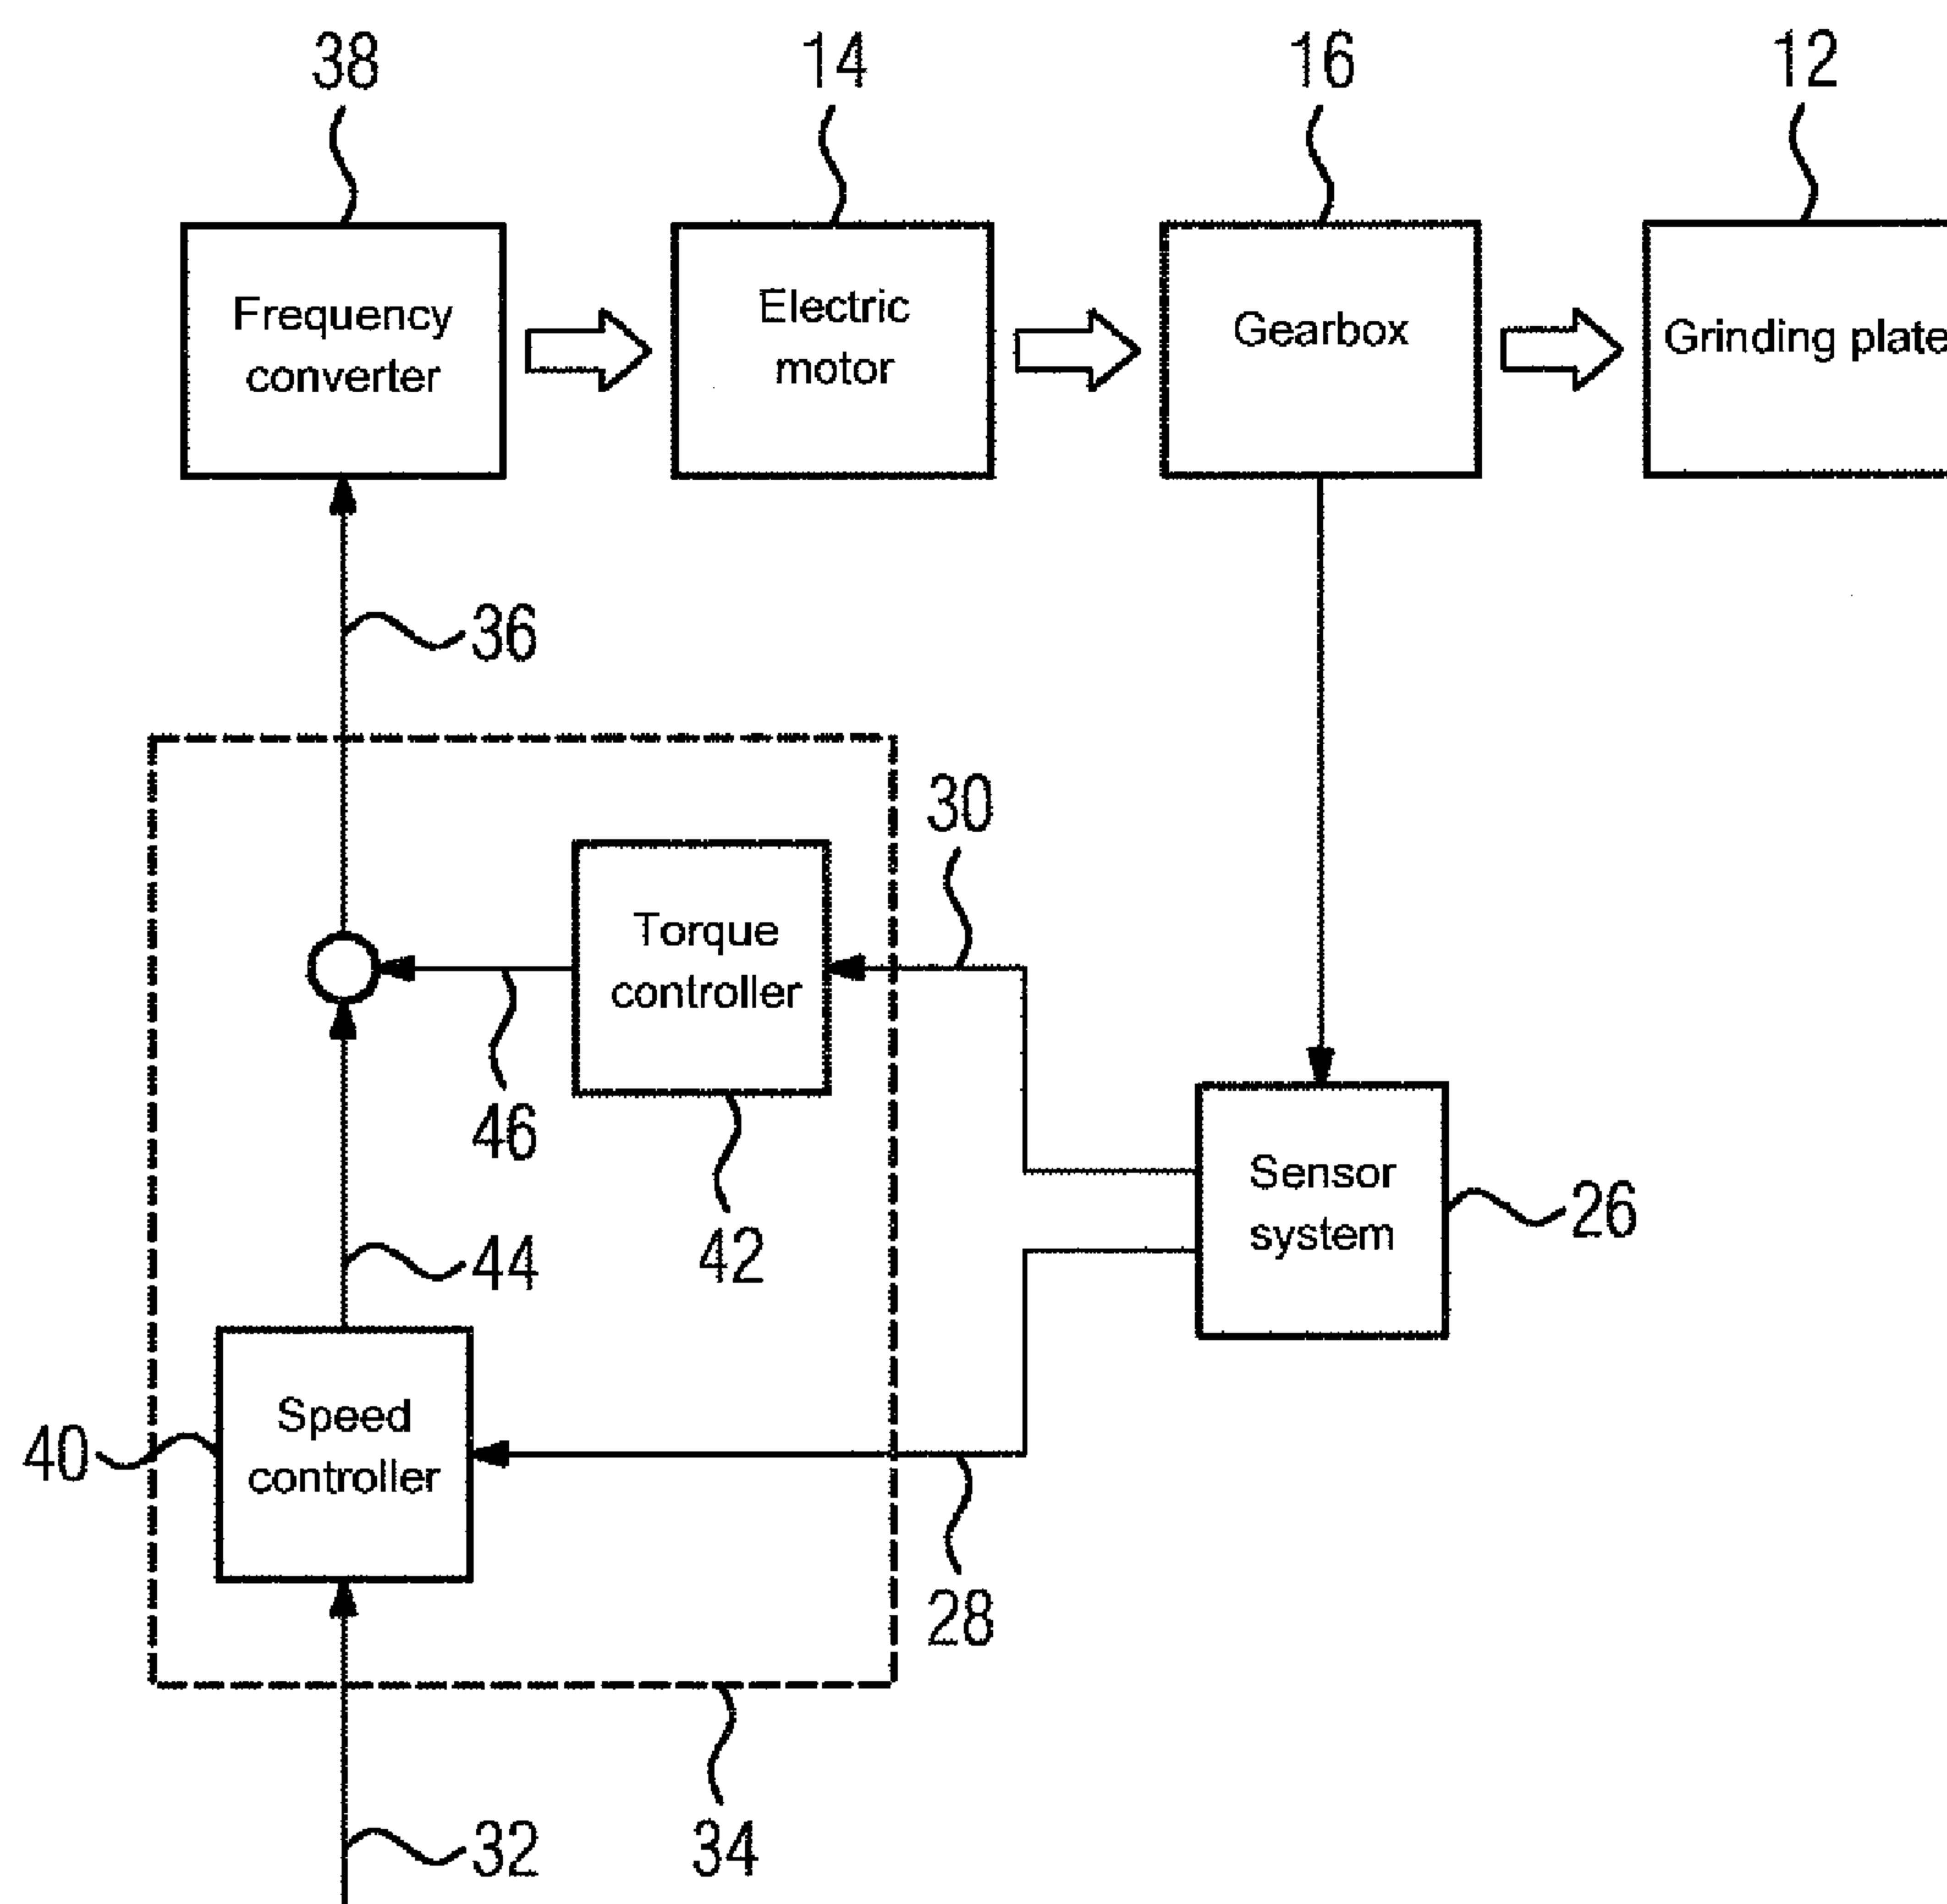 38
14
16
12
Frequency
converter
Electric
motor
Gearbox
Grinding plate
36
30
Torque
controller
46
42
44
Sensor
system
26
40
Speed
controller
28
32
34